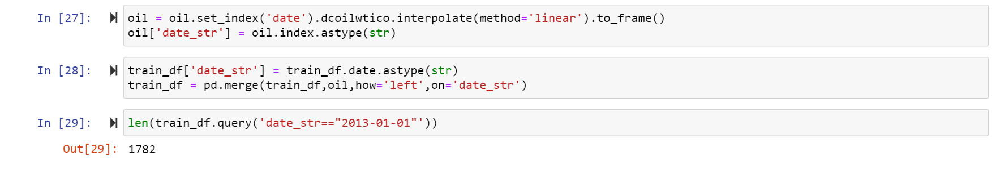 In [27]: oil = oil.set_index('date').dcoilwtico.interpolate(method='linear').to_frame()
oil['date_str'] = oil.index.astype(str)
In [28]: train_df['date_str'] = train_df.date.astype(str)
train_df = pd.merge(train_df,oil,how='left',on='date_str')
In [29]: len(train_df.query('date_str=="2013-01-01"'))
Out[29]: 1782